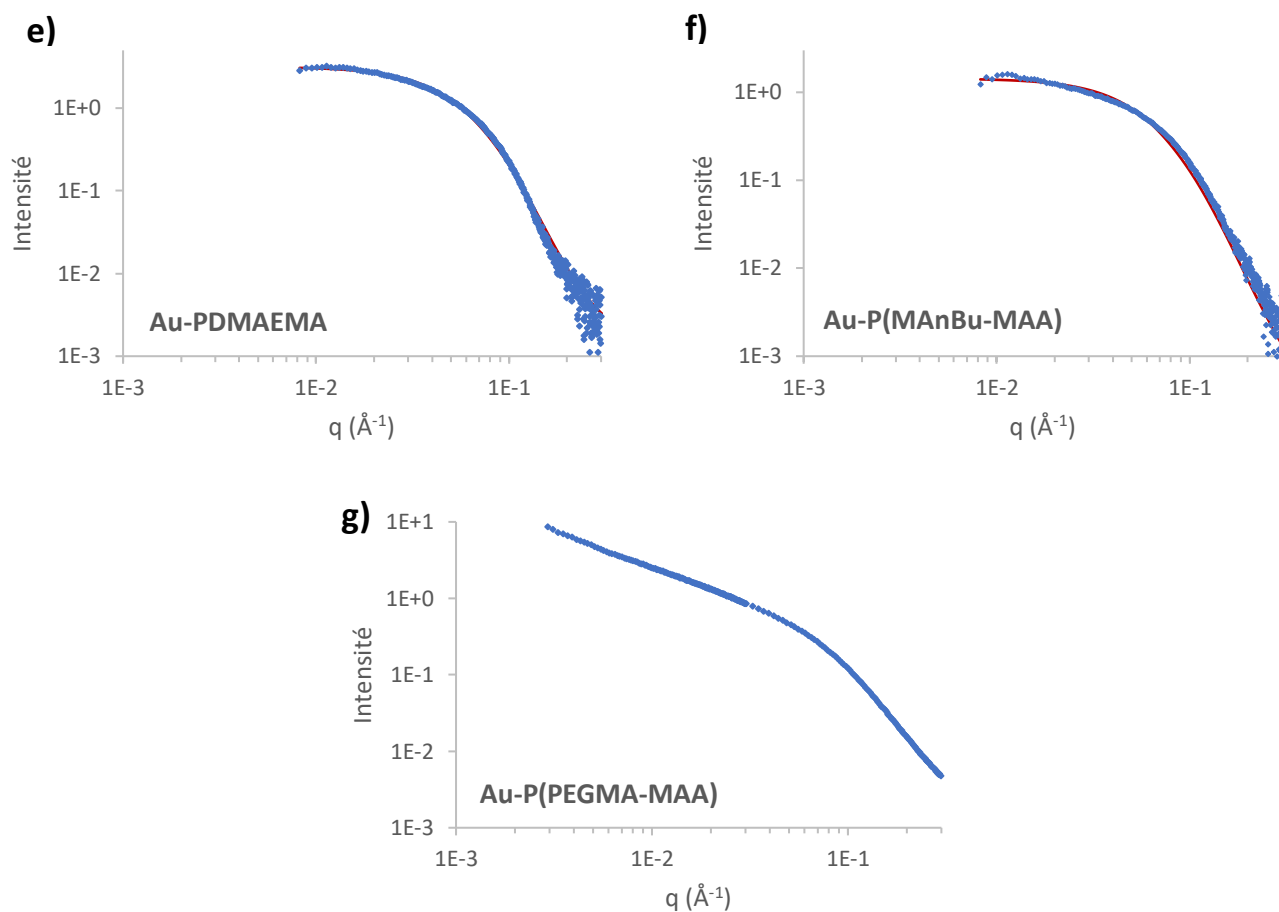 e)
1E+0
1E-1
1E-2
1E-3
Intensité
Au-PDMAEMA
1E-3 1E-2 1E-1
q (Å⁻¹)
f)
1E+0
1E-1
1E-2
1E-3
Intensité
Au-P(MAnBu-MAA)
1E-3 1E-2 1E-1
q (Å⁻¹)
g)
1E+1
1E+0
1E-1
1E-2
1E-3
Intensité
Au-P(PEGMA-MAA)
1E-3 1E-2 1E-1
q (Å⁻¹)